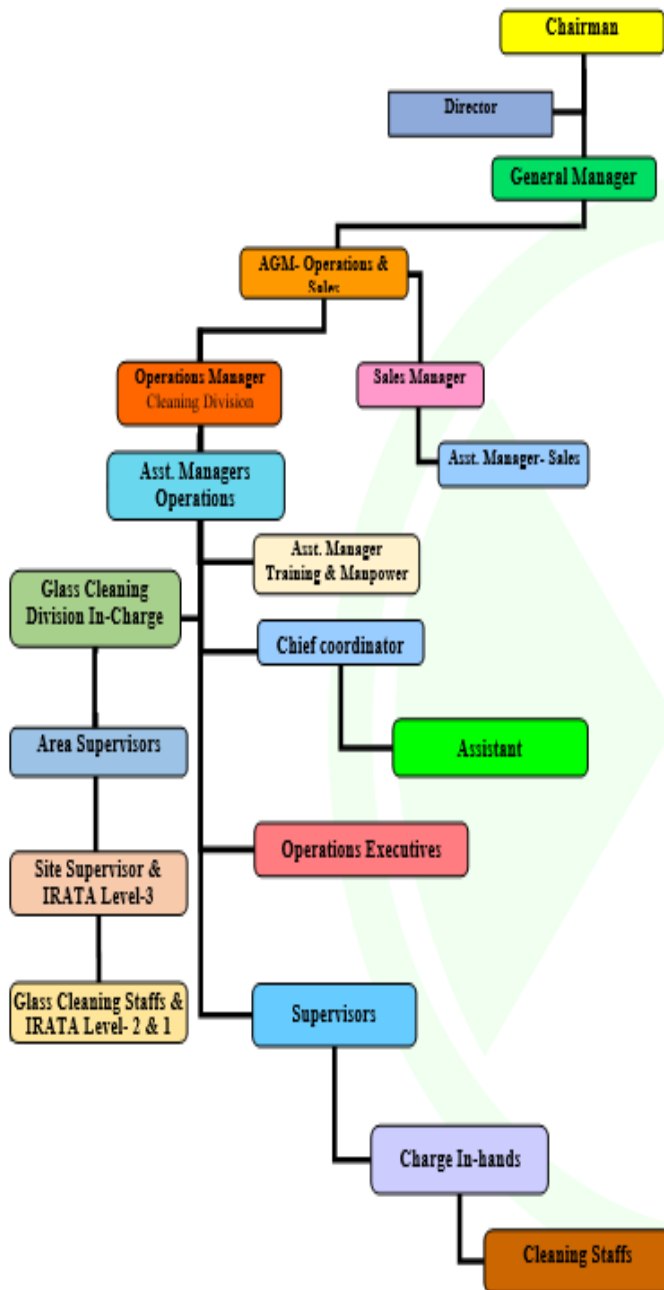 Chairman
Director
General Manager
AGM- Operations &
Sales
Operations Manager
Cleaning Division
Sales Manager
Asst. Managers
Operations
Asst. Manager- Sales
Asst. Manager
Training & Manpower
Glass Cleaning
Division In-Charge
Chief coordinator
Area Supervisors
Assistant
Site Supervisor &
IRATA Level-3
Operations Executives
Glass Cleaning Staffs &
IRATA Level- 2 & 1
Supervisors
Charge In-hands
Cleaning Staffs